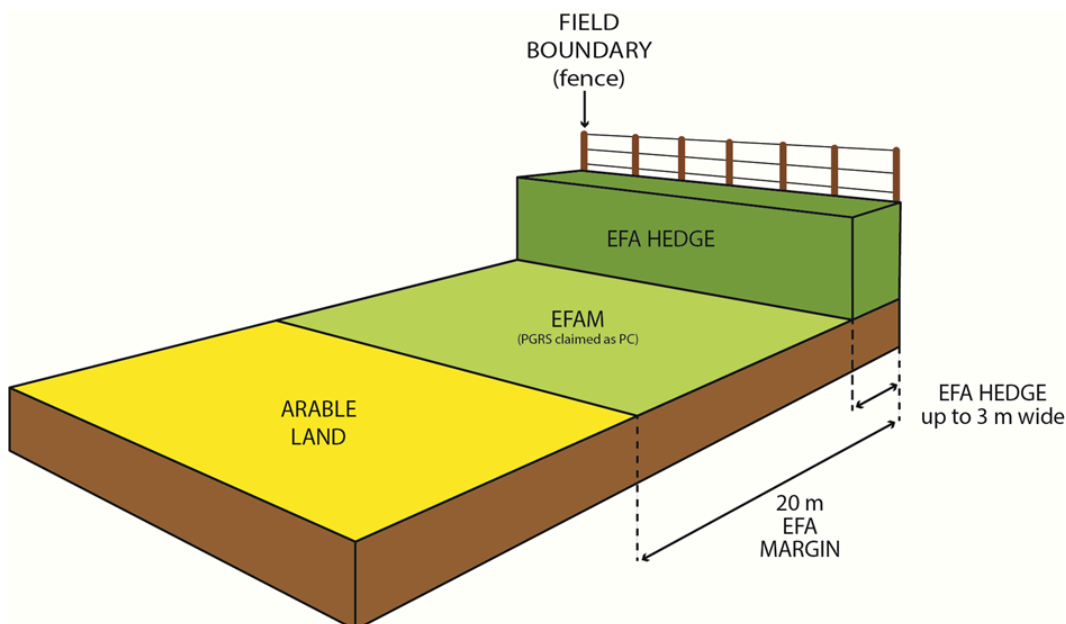 FIELD
BOUNDARY
(fence)
EFA HEDGE
EFAM
(PGRS claimed as PC)
ARABLE
LAND
EFA HEDGE
up to 3 m wide
20 m
EFA
MARGIN